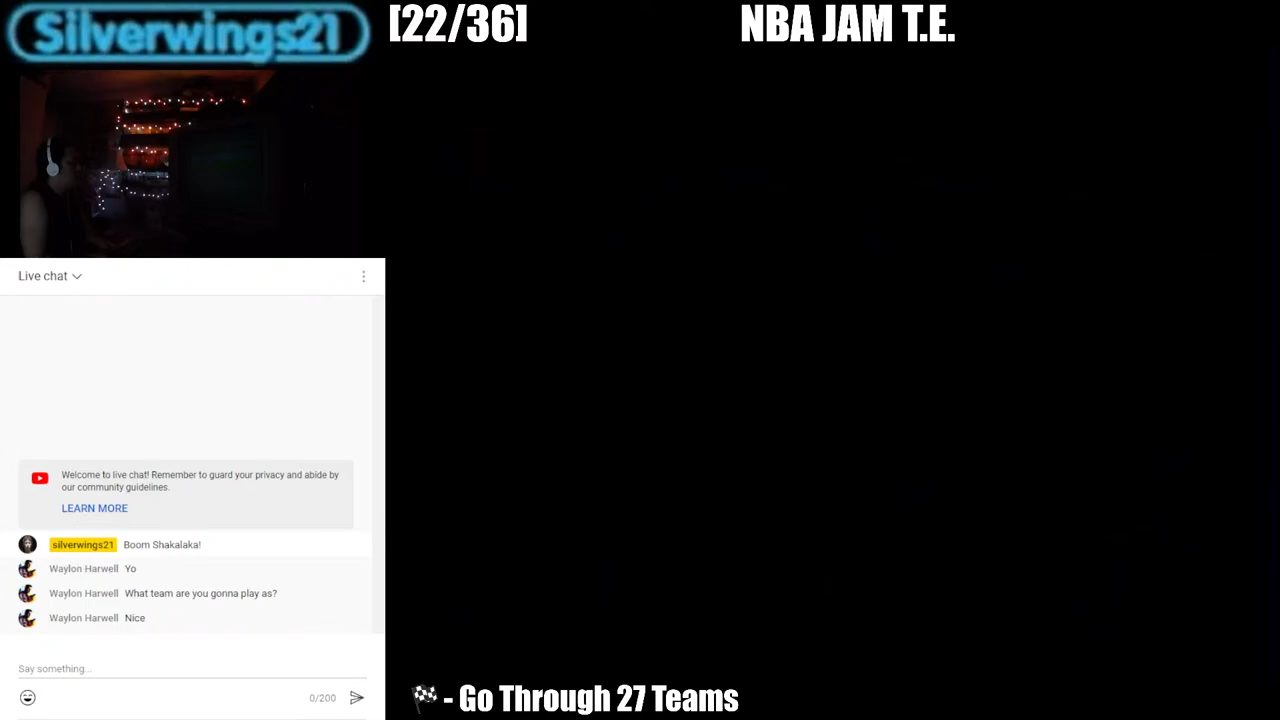 Silverwings21
[22/36]
NBA JAM T.E.
Live chat
Welcome to live chat! Remember to guard your privacy and abide by
our community guidelines.
LEARN MORE
silverwings21 Boom Shakalaka!
Waylon Harwell Yo
Waylon Harwell What team are you gonna play as?
Waylon Harwell Nice
Say something...
0/200
- Go Through 27 Teams